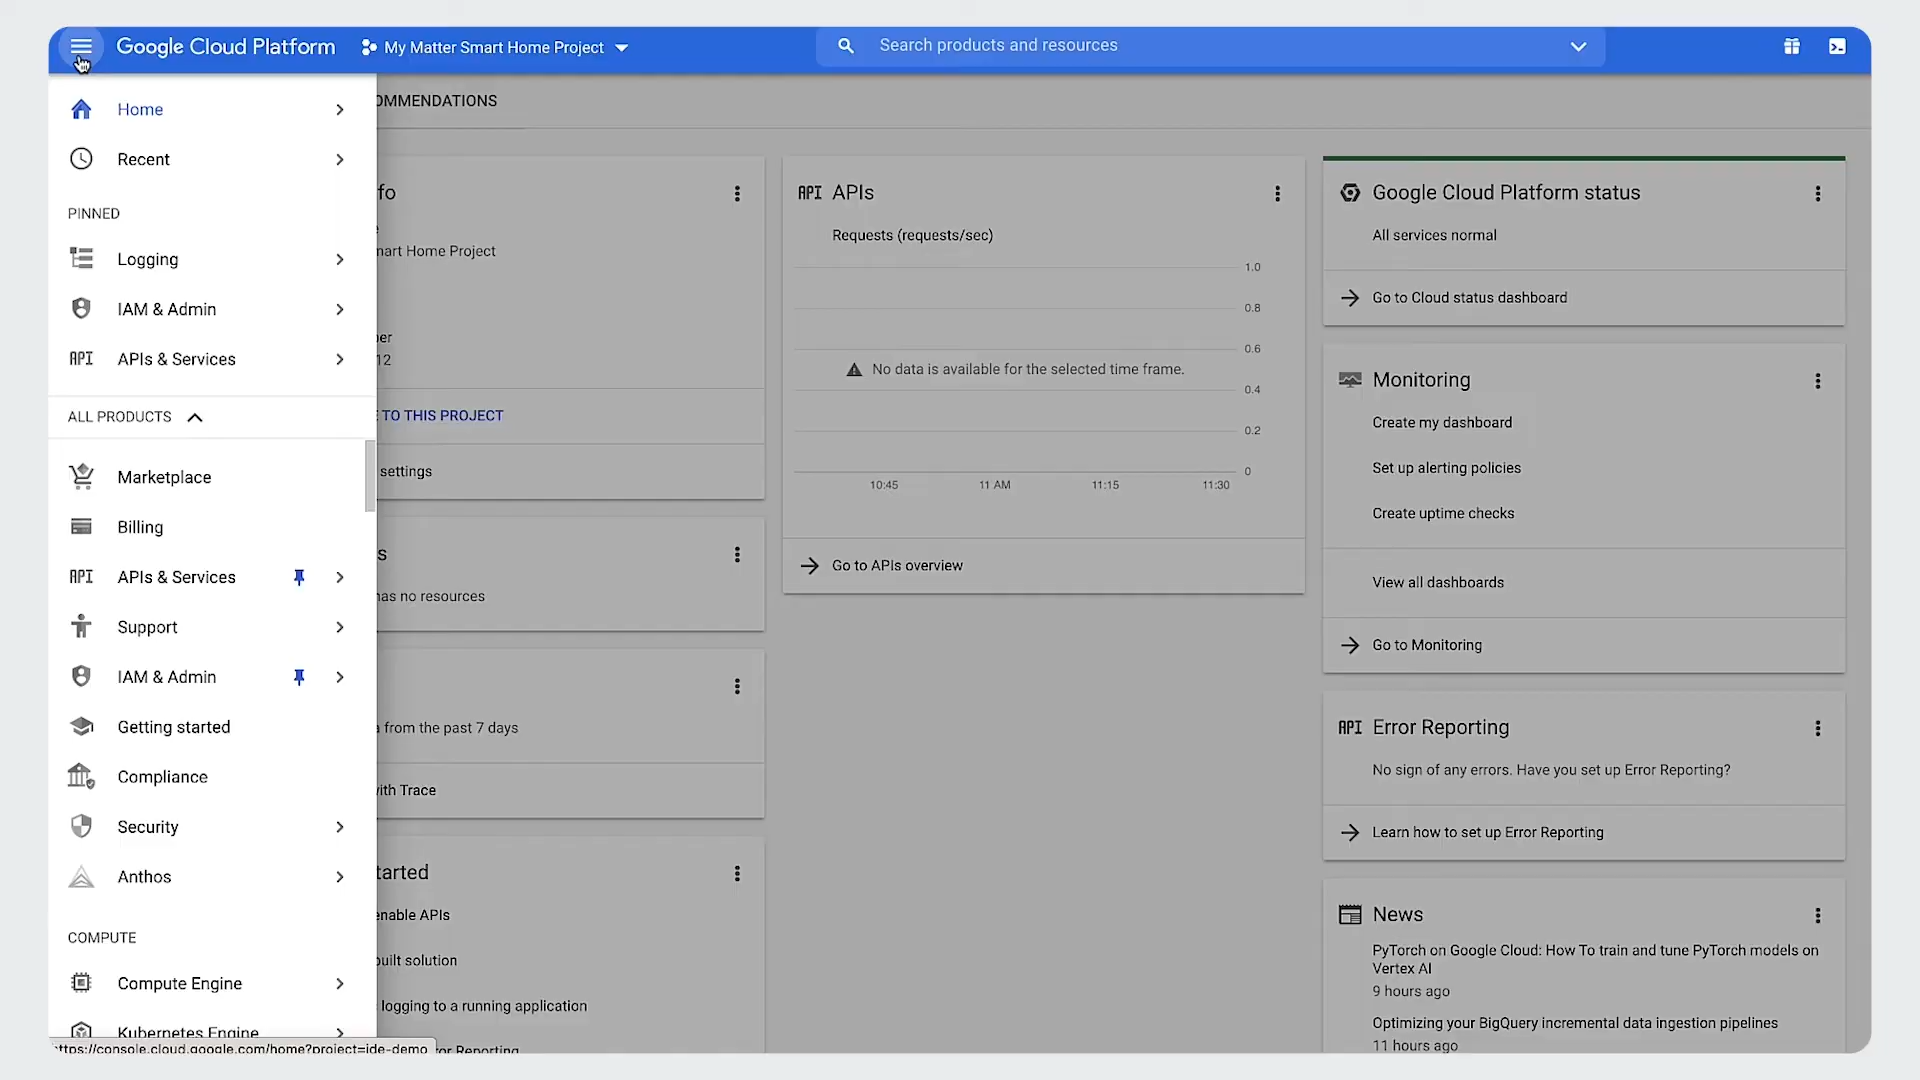 Google Cloud Platform
My Matter Smart Home Project
Search products and resources
Home
Recent
PINNED
Logging
IAM & Admin
API APIs & Services
ALL PRODUCTS
Marketplace
Billing
API APIs & Services
Support
IAM & Admin
Getting started
Compliance
Security
Anthos
COMPUTE
Compute Engine
Kubernetes Engine
ttps://console.cloud.google.com/home?project=ide-demo
OMMENDATIONS
fo
e
mart Home Project
ber
12
TO THIS PROJECT
settings
s
has no resources
a from the past 7 days
with Trace
tarted
enable APIs
built solution
logging to a running application
or Reporting
API APIs
Requests (requests/sec)
1.0
0.8
0.6
No data is available for the selected time frame.
0.4
0.2
0
10:45
11 AM
11:15
11:30
Go to APIs overview
Google Cloud Platform status
All services normal
Go to Cloud status dashboard
Monitoring
Create my dashboard
Set up alerting policies
Create uptime checks
View all dashboards
Go to Monitoring
API Error Reporting
No sign of any errors. Have you set up Error Reporting?
Learn how to set up Error Reporting
News
PyTorch on Google Cloud: How To train and tune PyTorch models on
Vertex AI
9 hours ago
Optimizing your BigQuery incremental data ingestion pipelines
11 hours ago